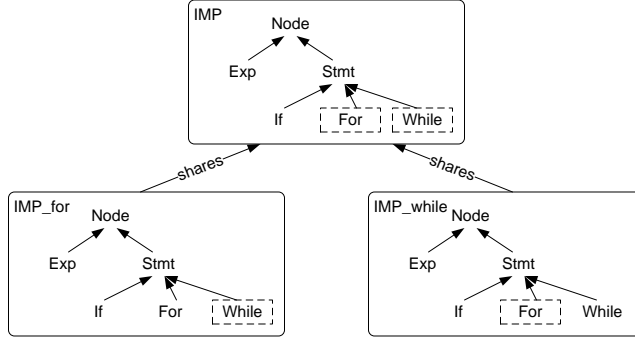 IMP
Node
Exp Stmt
If For While
shares shares
IMP_for
Node
Exp Stmt
If For While
IMP_while
Node
Exp Stmt
If For While